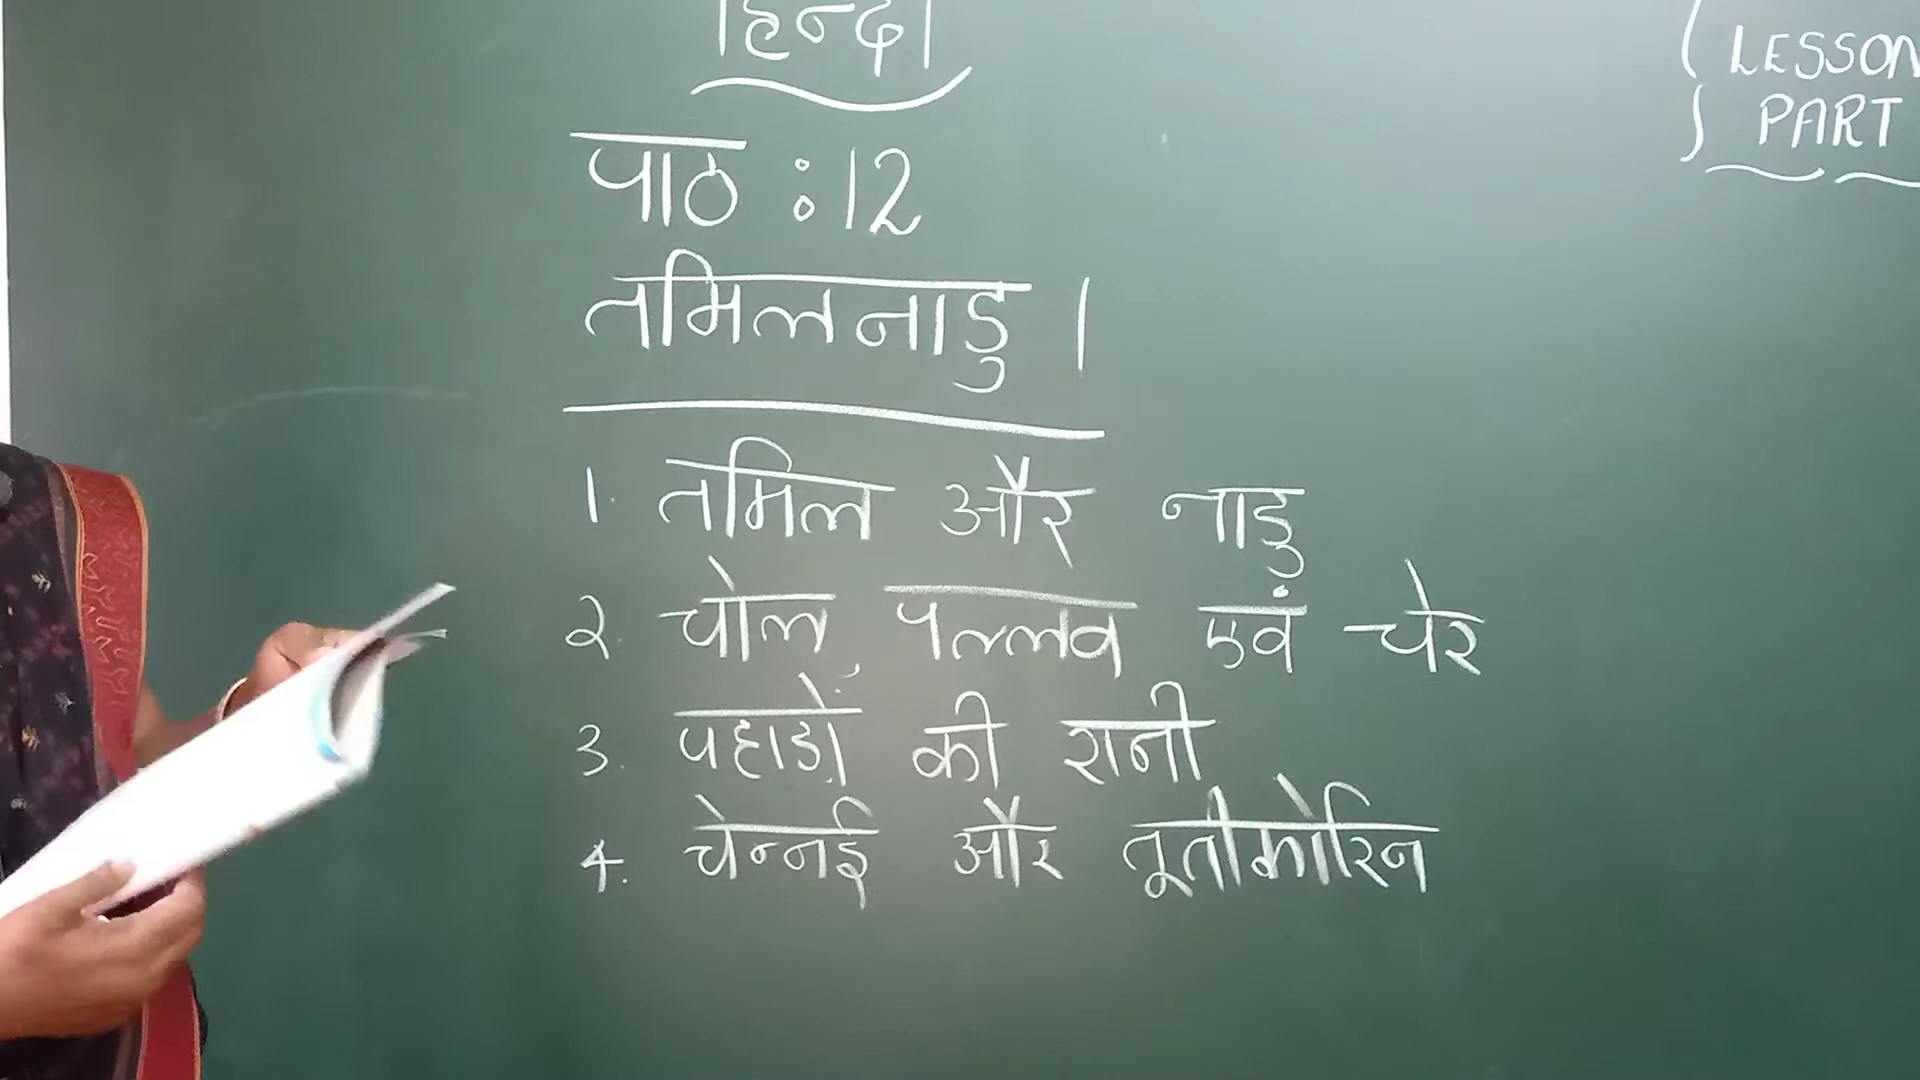 हिन्दी
(LESSON
PART
पाठ : 12
तमिलनाडु ।
1. तमिल और नाडु
2. चोल, पल्लव एवं चेर
3. पहाड़ों की रानी
4. चेन्नई और तूतीकोरिन